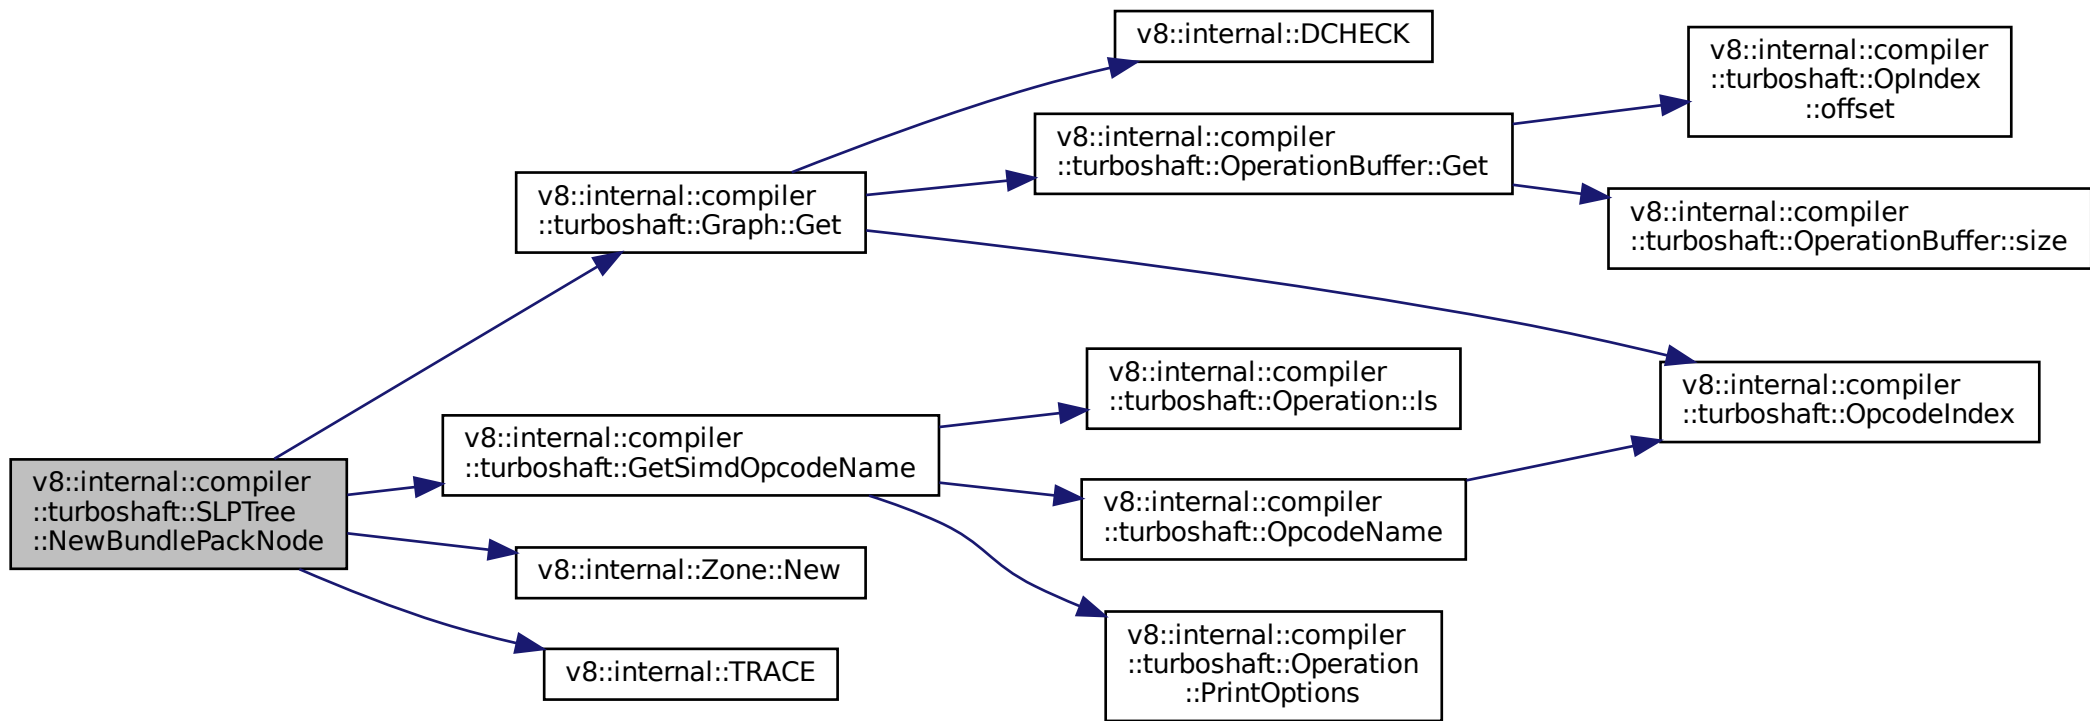 v8::internal::compiler
::turboshaft::SLPTree
::NewBundlePackNode
v8::internal::compiler
::turboshaft::Graph::Get
v8::internal::DCHECK
v8::internal::compiler
::turboshaft::OperationBuffer::Get
v8::internal::compiler
::turboshaft::OpIndex
::offset
v8::internal::compiler
::turboshaft::OperationBuffer::size
v8::internal::compiler
::turboshaft::OpcodeIndex
v8::internal::compiler
::turboshaft::GetSimdOpcodeName
v8::internal::compiler
::turboshaft::Operation::Is
v8::internal::compiler
::turboshaft::OpcodeName
v8::internal::compiler
::turboshaft::Operation
::PrintOptions
v8::internal::Zone::New
v8::internal::TRACE